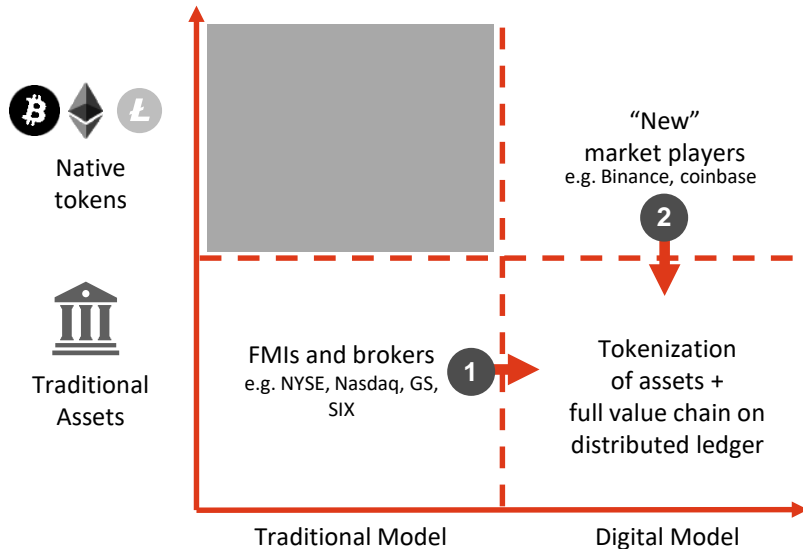 Native
tokens
“New”
market players
e.g. Binance, coinbase
2
Traditional
Assets
FMIs and brokers
e.g. NYSE, Nasdaq, GS,
SIX
1
Tokenization
of assets +
full value chain on
distributed ledger
Traditional Model
Digital Model